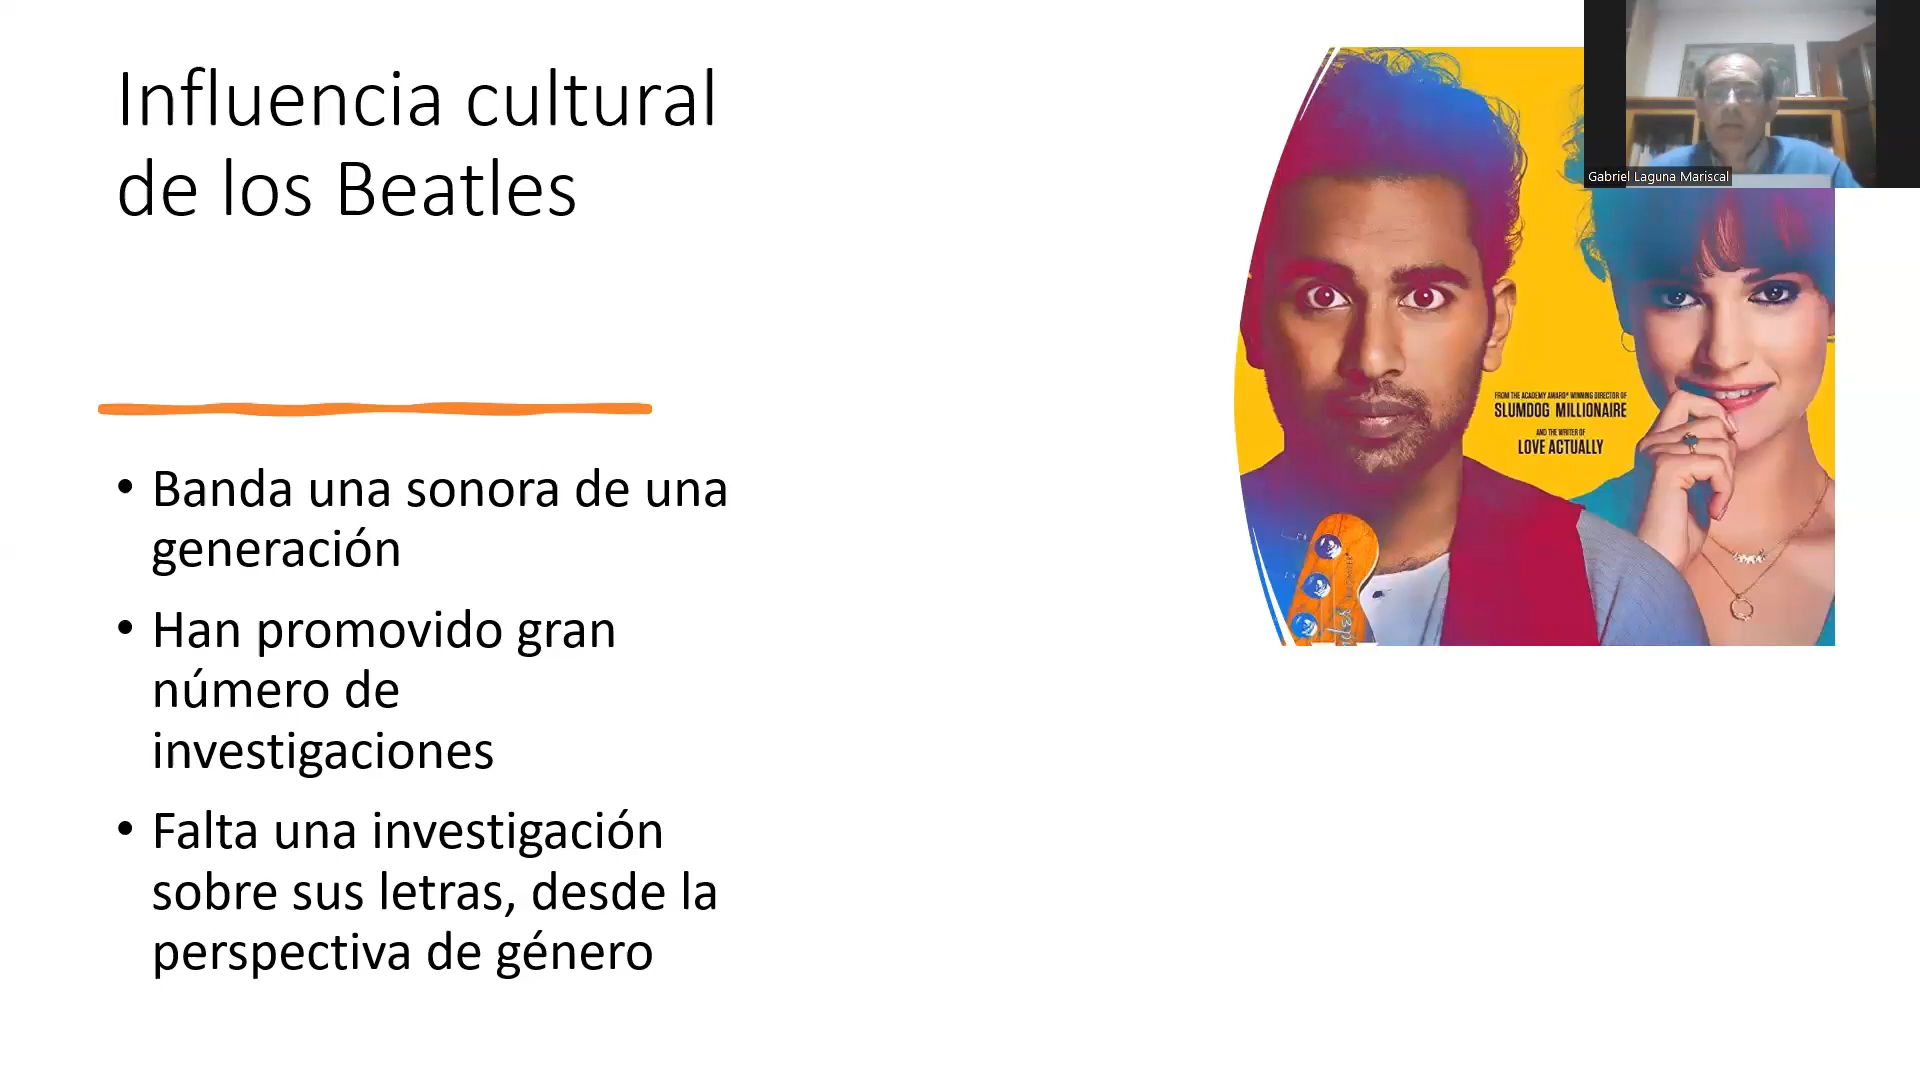 Influencia cultural
de los Beatles
• Banda una sonora de una
generación
• Han promovido gran
número de
investigaciones
• Falta una investigación
sobre sus letras, desde la
perspectiva de género
FROM THE ACADEMY AWARD® WINNING DIRECTOR OF
SLUMDOG MILLIONAIRE
AND THE WRITER OF
LOVE ACTUALLY
Gabriel Laguna Mariscal